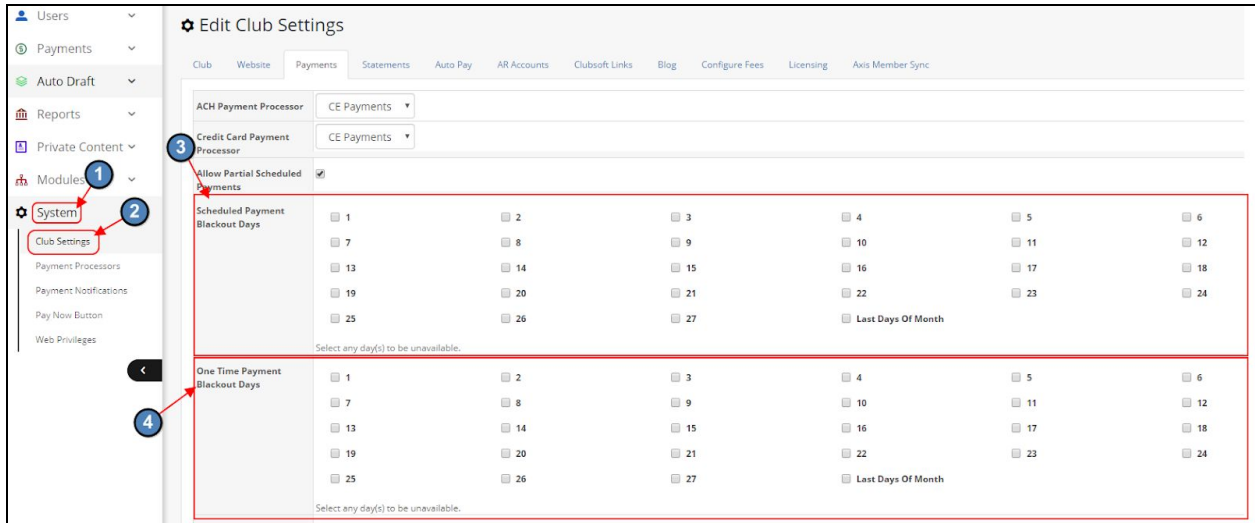 Users
Payments
Auto Draft
Reports
Private Content
Modules
System
Club Settings
Payment Processors
Payment Notifications
Pay Now Button
Web Privileges
1
2
3
4
Edit Club Settings
Club Website Payments Statements Auto Pay AR Accounts Clubsoft Links Blog Configure Fees Licensing Axis Member Sync
ACH Payment Processor CE Payments
Credit Card Payment CE Payments
Processor
Allow Partial Scheduled
Payments
Scheduled Payment
Blackout Days
1 2 3 4 5 6
7 8 9 10 11 12
13 14 15 16 17 18
19 20 21 22 23 24
25 26 27 Last Days Of Month
Select any day(s) to be unavailable.
One Time Payment
Blackout Days
1 2 3 4 5 6
7 8 9 10 11 12
13 14 15 16 17 18
19 20 21 22 23 24
25 26 27 Last Days Of Month
Select any day(s) to be unavailable.